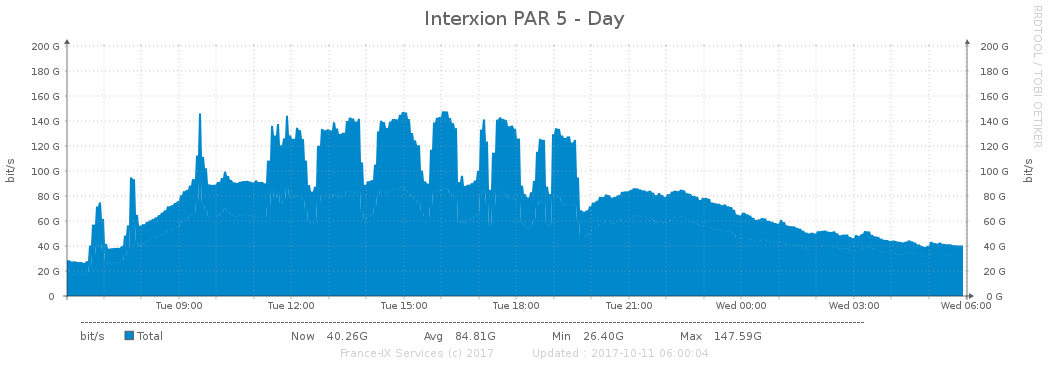 Interxion PAR 5 - Day
RRDTOOL / TOBI OETIKER
bit/s
200 G 200 G
180 G 180 G
160 G 160 G
140 G 140 G
120 G 120 G
100 G 100 G
80 G 80 G
60 G 60 G
40 G 40 G
20 G 20 G
0 0 G
bit/s
Tue 09:00 Tue 12:00 Tue 15:00 Tue 18:00 Tue 21:00 Wed 00:00 Wed 03:00 Wed 06:00
bit/s Total Now 40.26G Avg 84.81G Min 26.40G Max 147.59G
France-IX Services (c) 2017 Updated : 2017-10-11 06:00:04